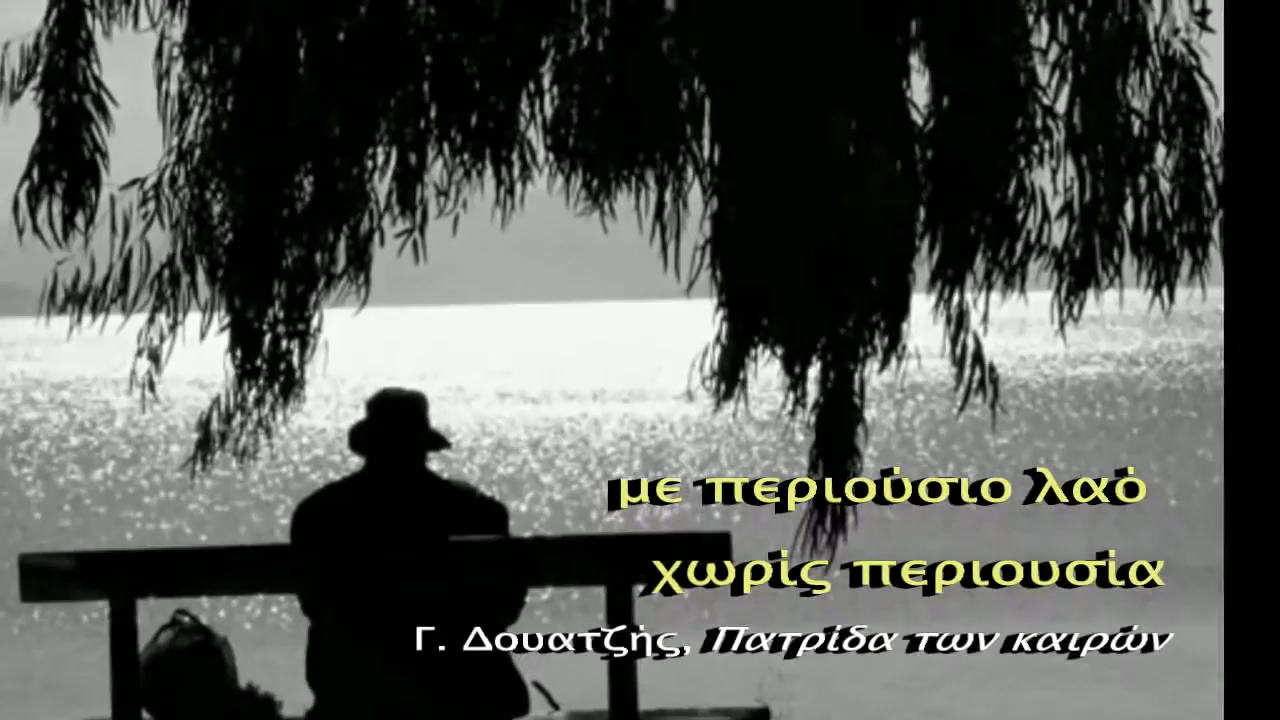 με περιούσιο λαό
χωρίς περιουσία
Γ. Δουατζής, Πατρίδα των καιρών